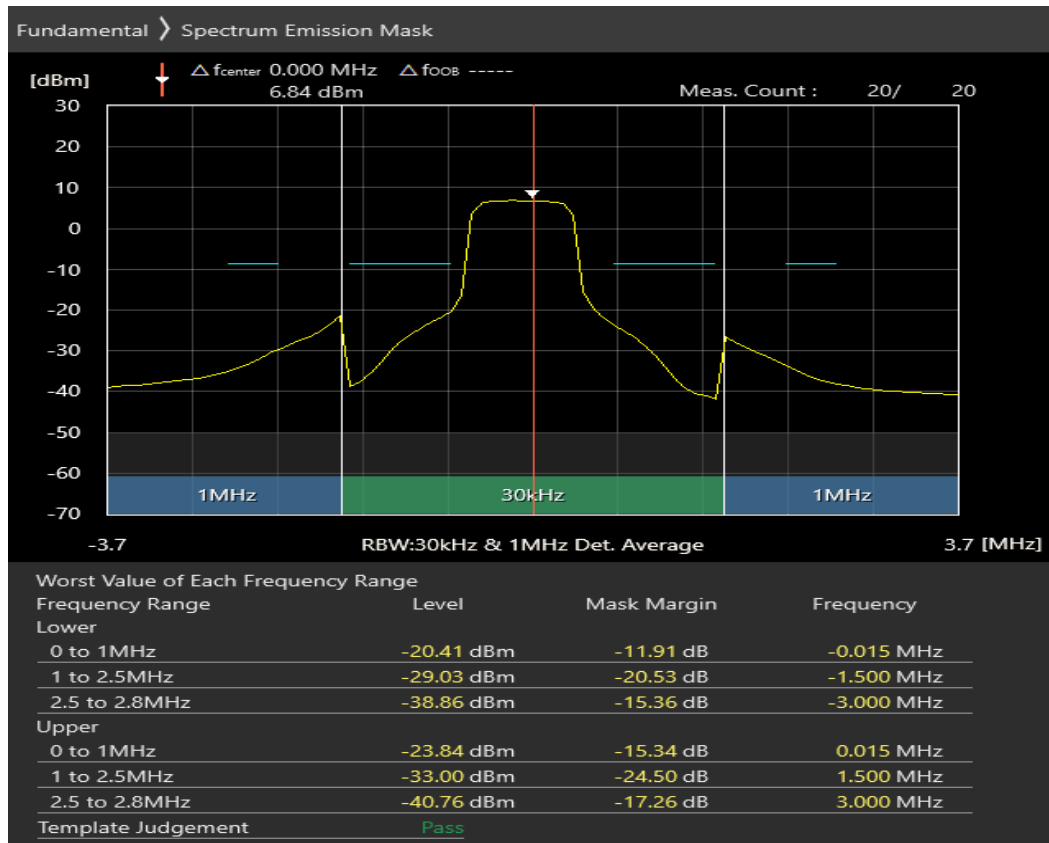 Fundamental 〉 Spectrum Emission Mask
[dBm] △ fcenter 0.000 MHz △ fOOB -----
6.84 dBm Meas. Count : 20/ 20
30
20
10
0
-10
-20
-30
-40
-50
-60
-70
1MHz 30kHz 1MHz
-3.7 RBW:30kHz & 1MHz Det. Average 3.7 [MHz]
Worst Value of Each Frequency Range
Frequency Range Level Mask Margin Frequency
Lower
0 to 1MHz -20.41 dBm -11.91 dB -0.015 MHz
1 to 2.5MHz -29.03 dBm -20.53 dB -1.500 MHz
2.5 to 2.8MHz -38.86 dBm -15.36 dB -3.000 MHz
Upper
0 to 1MHz -23.84 dBm -15.34 dB 0.015 MHz
1 to 2.5MHz -33.00 dBm -24.50 dB 1.500 MHz
2.5 to 2.8MHz -40.76 dBm -17.26 dB 3.000 MHz
Template Judgement Pass